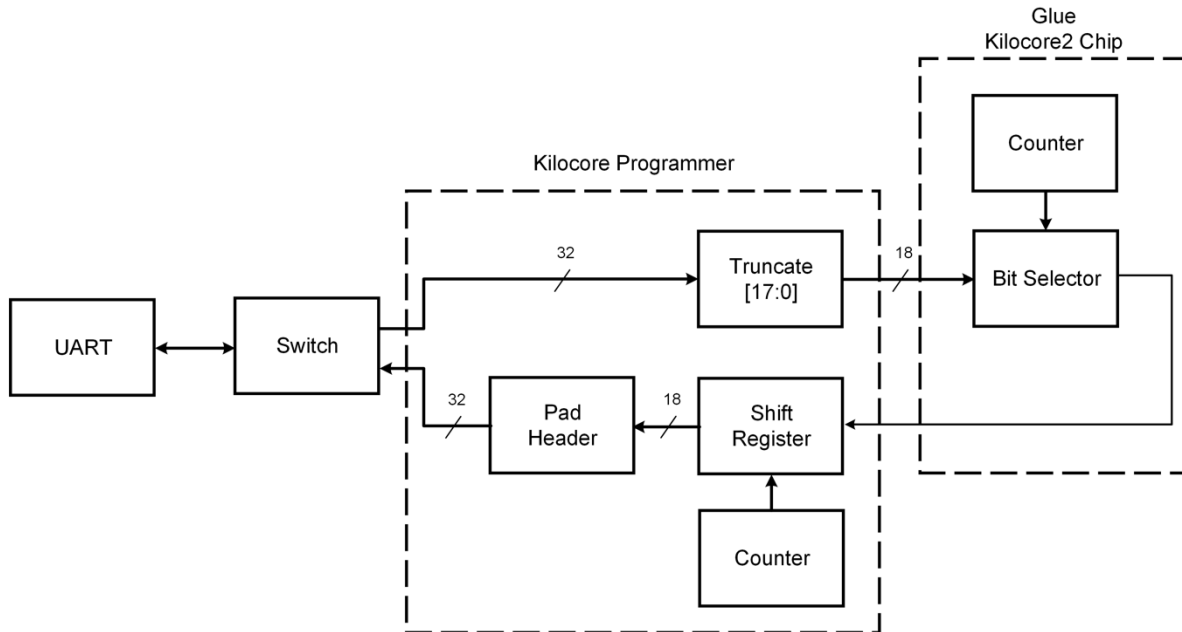 Glue
Kilocore2 Chip
Counter
Kilocore Programmer
32
Truncate
[17:0]
18
Bit Selector
UART
Switch
32
Pad
Header
18
Shift
Register
Counter